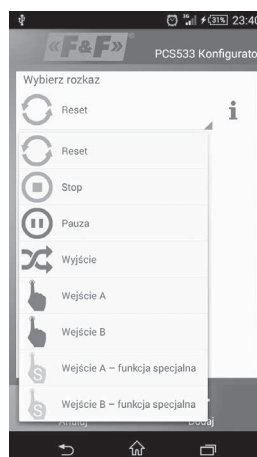 3G 31% 23:40
«F&F» PCS533 Konfigurato
Wybierz rozkaz
Reset
i
Reset
Stop
Pauza
Wyjście
Wejście A
Wejście B
S Wejście A – funkcja specjalna
S Wejście B – funkcja specjalna
Anuluj Dodaj